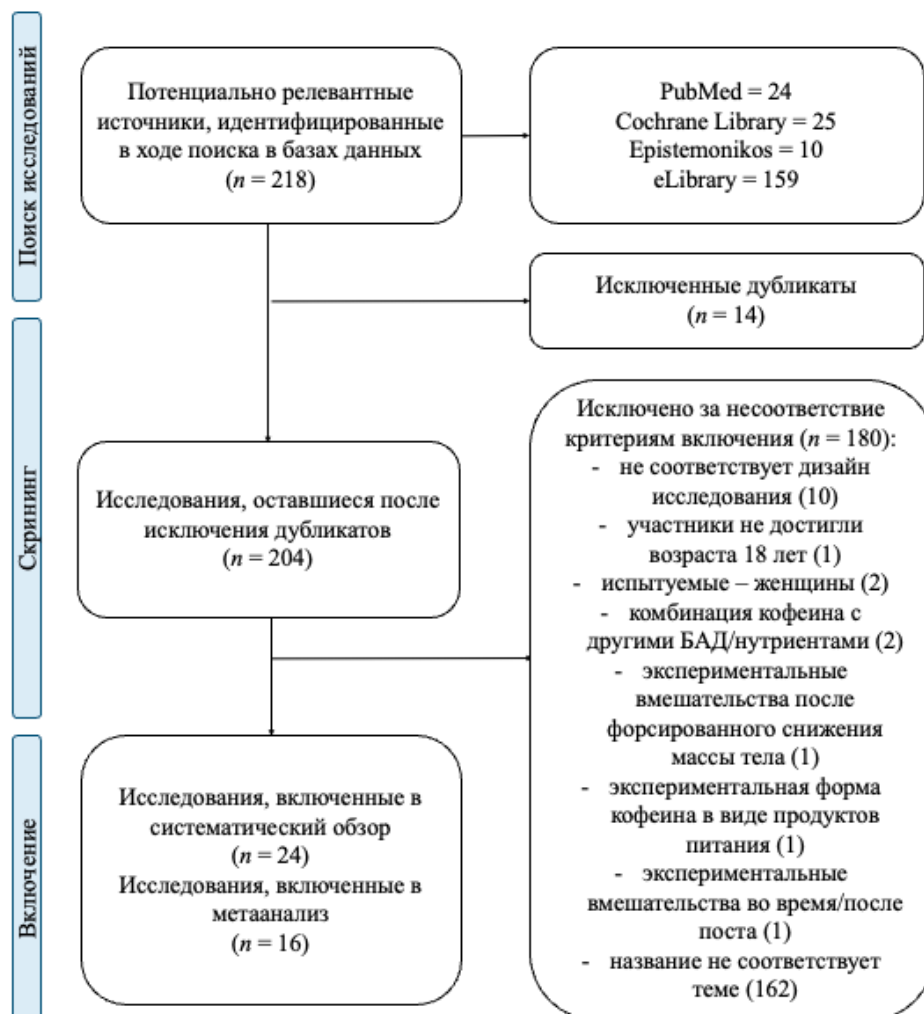 Поиск исследований
Потенциально релевантные
источники, идентифицированные
в ходе поиска в базах данных
(n = 218)
PubMed = 24
Cochrane Library = 25
Epistemonikos = 10
eLibrary = 159
Исключенные дубликаты
(n = 14)
Скрининг
Исследования, оставшиеся после
исключения дубликатов
(n = 204)
Исключено за несоответствие
критериям включения (n = 180):
- не соответствует дизайн
исследования (10)
- участники не достигли
возраста 18 лет (1)
- испытуемые – женщины (2)
- комбинация кофеина с
другими БАД/нутриентами (2)
- экспериментальные
вмешательства после
форсированного снижения
массы тела (1)
- экспериментальная форма
кофеина в виде продуктов
питания (1)
- экспериментальные
вмешательства во время/после
поста (1)
- название не соответствует
теме (162)
Включение
Исследования, включенные в
систематический обзор
(n = 24)
Исследования, включенные в
метаанализ
(n = 16)